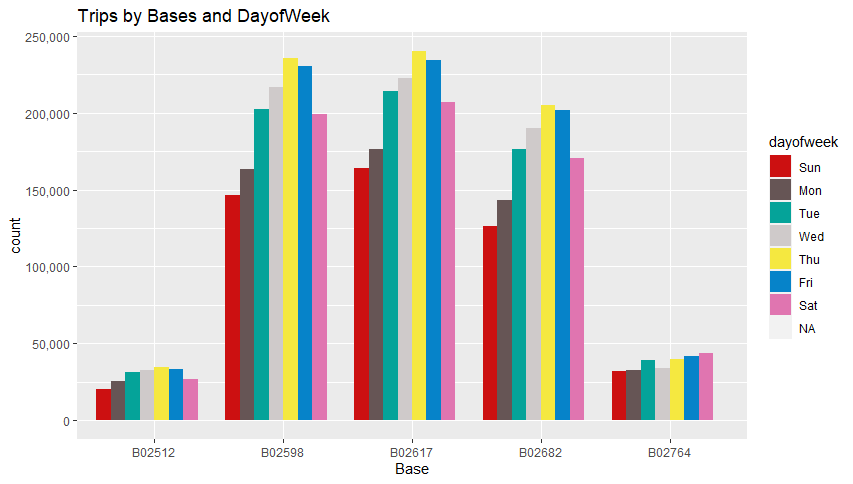 Trips by Bases and DayofWeek
250,000
200,000
150,000
100,000
50,000
0
count
B02512 B02598 B02617 B02682 B02764
Base
dayofweek
Sun
Mon
Tue
Wed
Thu
Fri
Sat
NA